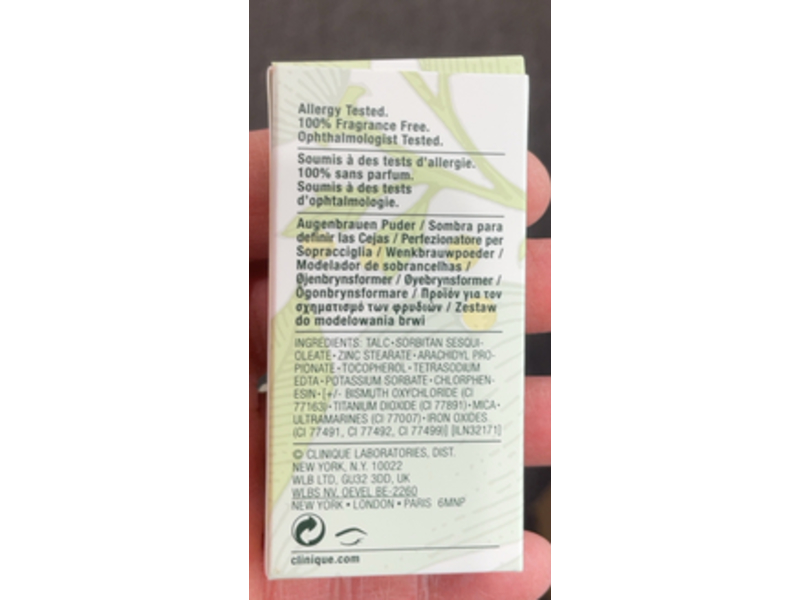 Allergy Tested.
100% Fragrance Free.
Ophthalmologist Tested.
Soumis à des tests d'allergie.
100% sans parfum.
Soumis à des tests
d'ophtalmologie.
Augenbrauen Puder / Sombra para
definir las Cejas / Perfezionatore per
Sopracciglia / Wenkbrauwpoeder /
Modelador de sobrancelhas /
Øjenbrynsformer / Øyebrynsformer /
Ögonbrynsformare / Προϊόν για τον
σχηματισμό των φρυδιών / Zestaw
do modelowania brwi
INGREDIENTS: TALC•SORBITAN SESQUI-
OLEATE•ZINC STEARATE•ARACHIDYL PRO-
PIONATE•TOCOPHEROL•TETRASODIUM
EDTA•POTASSIUM SORBATE•CHLORPHEN-
ESIN•[+/- BISMUTH OXYCHLORIDE (CI
77163)•TITANIUM DIOXIDE (CI 77891)•MICA•
ULTRAMARINES (CI 77007)•IRON OXIDES
(CI 77491, CI 77492, CI 77499)] [ILN32171]
© CLINIQUE LABORATORIES, DIST.
NEW YORK, N.Y. 10022
WLB LTD, GU32 3DD, UK
WLBS NV, OEVEL BE-2260
NEW YORK • LONDON • PARIS 6MNP
clinique.com